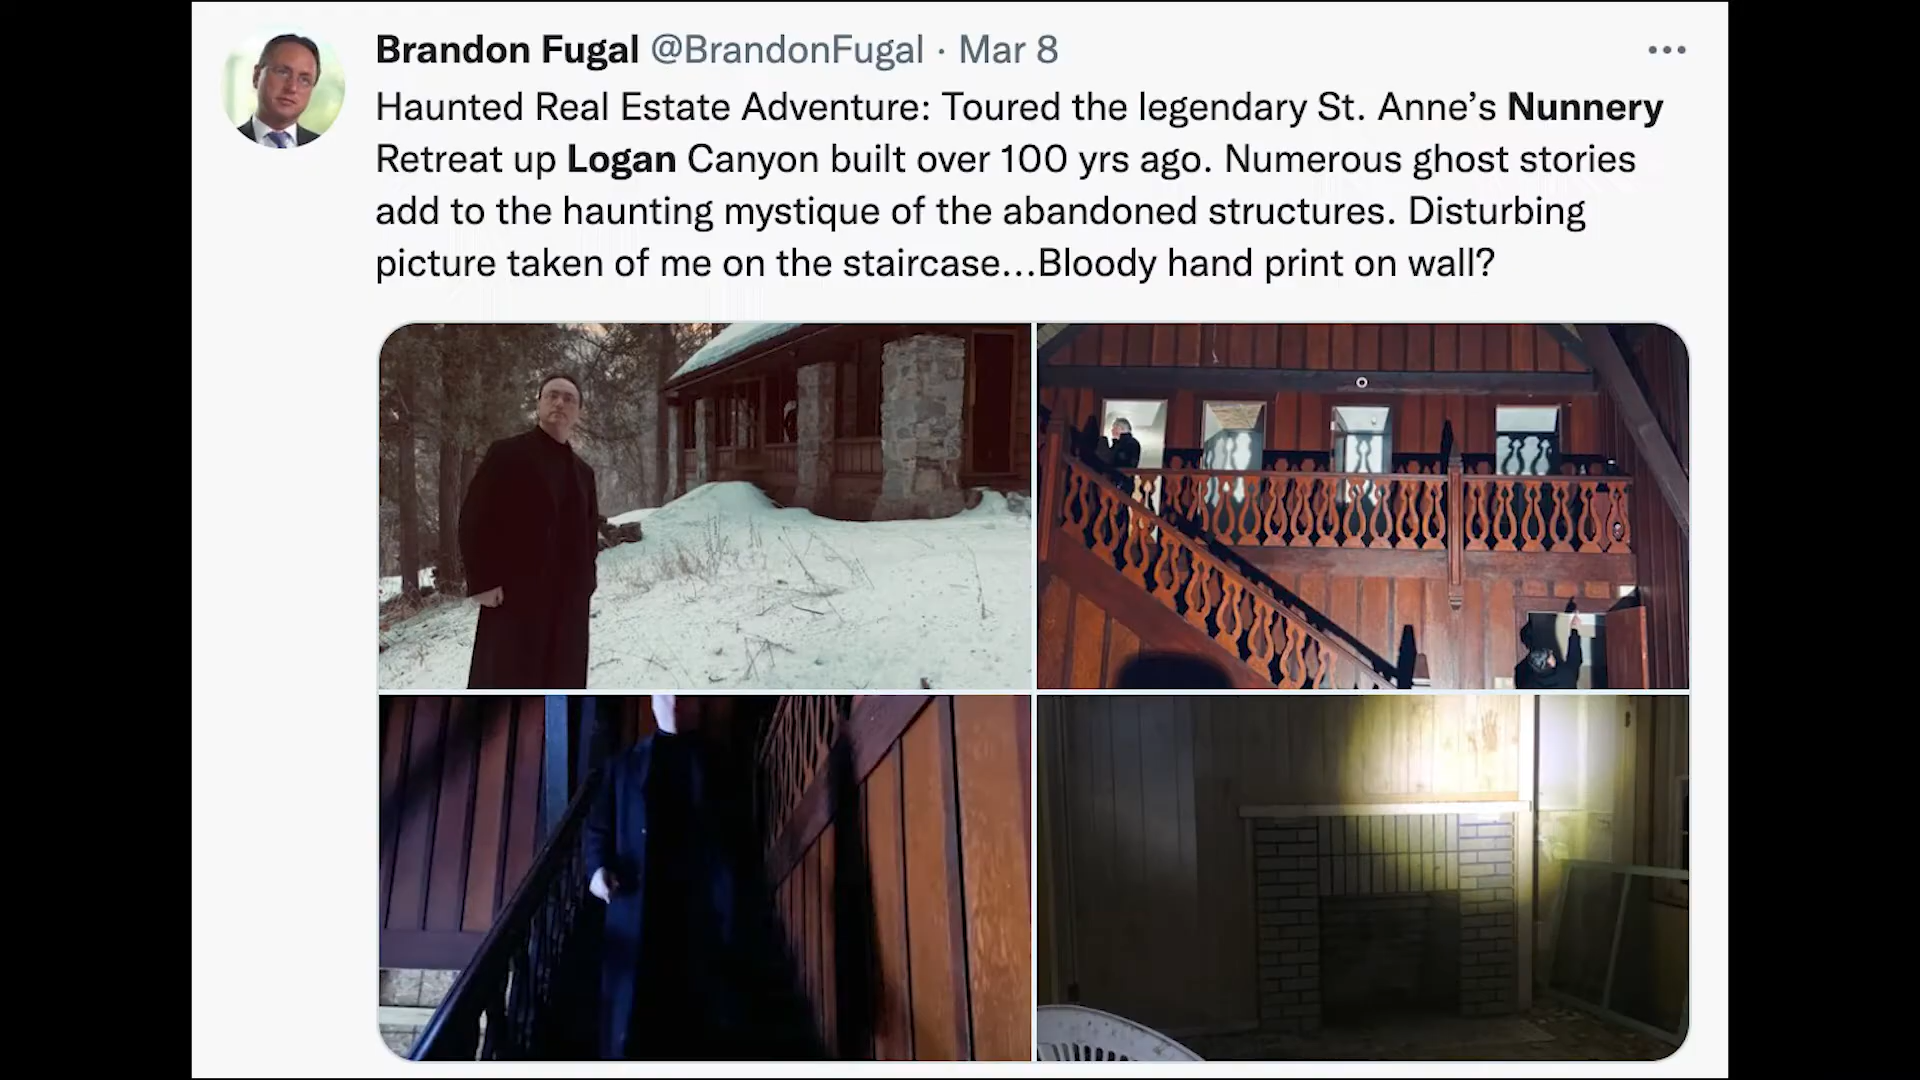 Brandon Fugal @BrandonFugal · Mar 8
Haunted Real Estate Adventure: Toured the legendary St. Anne’s Nunnery
Retreat up Logan Canyon built over 100 yrs ago. Numerous ghost stories
add to the haunting mystique of the abandoned structures. Disturbing
picture taken of me on the staircase...Bloody hand print on wall?